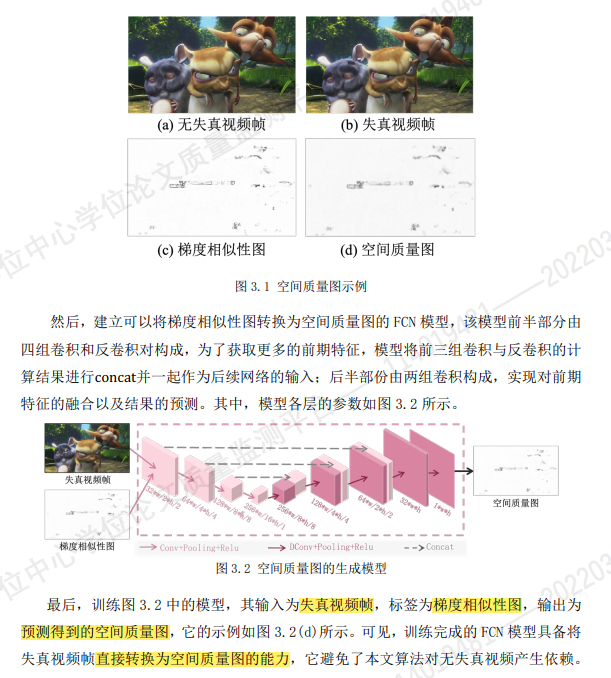 (a) 无失真视频帧 (b) 失真视频帧
(c) 梯度相似性图 (d) 空间质量图
图 3.1 空间质量图示例
然后，建立可以将梯度相似性图转换为空间质量图的 FCN 模型，该模型前半部分由
四组卷积和反卷积对构成，为了获取更多的前期特征，模型将前三组卷积与反卷积的计
算结果进行concat并一起作为后续网络的输入；后半部份由两组卷积构成，实现对前期
特征的融合以及结果的预测。其中，模型各层的参数如图 3.2 所示。
失真视频帧
梯度相似性图
32*w/2*h/2
64*w/4*h/4
128*w/8*h/8
256*w/16*h/1
256*w/8*h/8
128*w/4*h/4
64*w/2*h/2
32*w*h
1*w*h
空间质量图
Conv+Pooling+Relu DConv+Pooling+Relu Concat
图 3.2 空间质量图的生成模型
最后，训练图 3.2 中的模型，其输入为失真视频帧，标签为梯度相似性图，输出为
预测得到的空间质量图，它的示例如图 3.2(d)所示。可见，训练完成的 FCN 模型具备将
失真视频帧直接转换为空间质量图的能力，它避免了本文算法对无失真视频产生依赖。